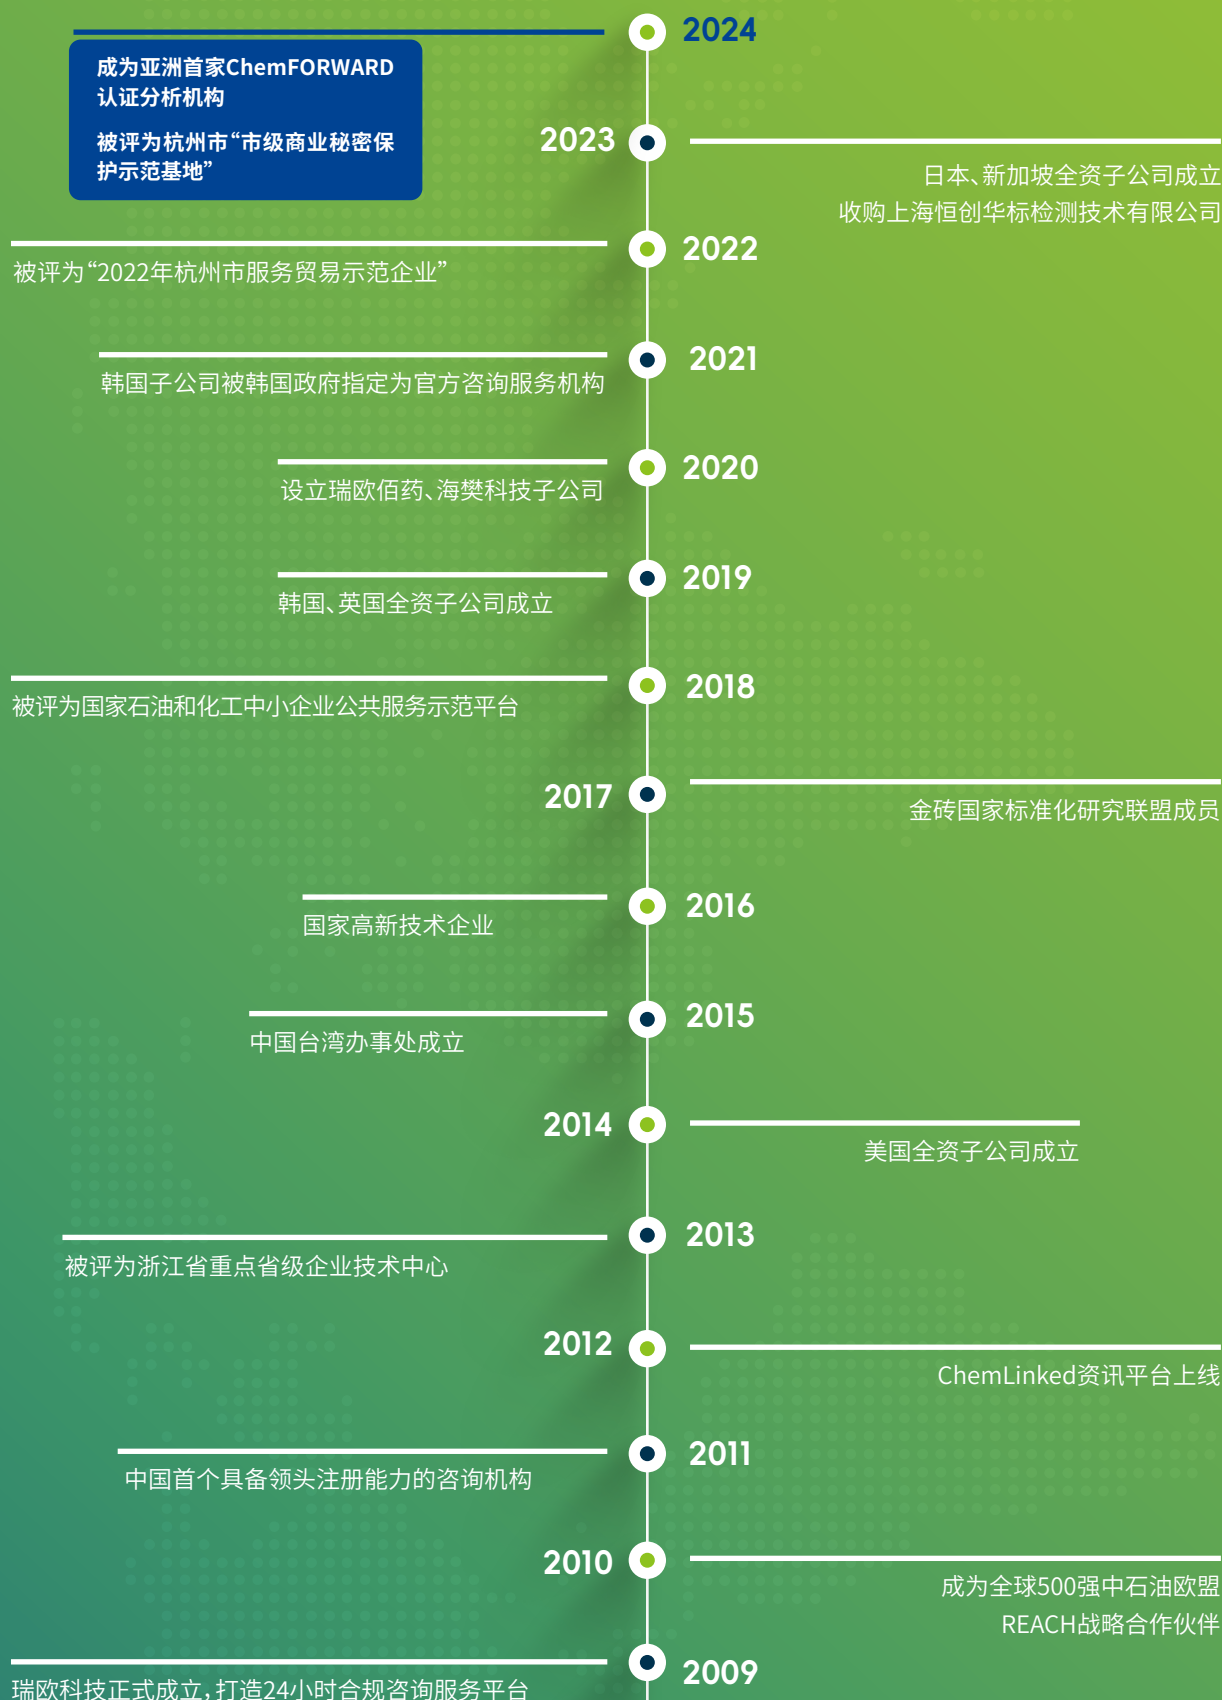 2024
成为亚洲首家ChemFORWARD
认证分析机构
被评为杭州市“市级商业秘密保
护示范基地”
2023
日本、新加坡全资子公司成立
收购上海恒创华标检测技术有限公司
2022
被评为“2022年杭州市服务贸易示范企业”
2021
韩国子公司被韩国政府指定为官方咨询服务机构
2020
设立瑞欧佰药、海樊科技子公司
2019
韩国、英国全资子公司成立
2018
被评为国家石油和化工中小企业公共服务示范平台
2017
金砖国家标准化研究联盟成员
2016
国家高新技术企业
2015
中国台湾办事处成立
2014
美国全资子公司成立
2013
被评为浙江省重点省级企业技术中心
2012
ChemLinked资讯平台上线
2011
中国首个具备领头注册能力的咨询机构
2010
成为全球500强中石油欧盟
REACH战略合作伙伴
2009
瑞欧科技正式成立，打造24小时合规咨询服务平台